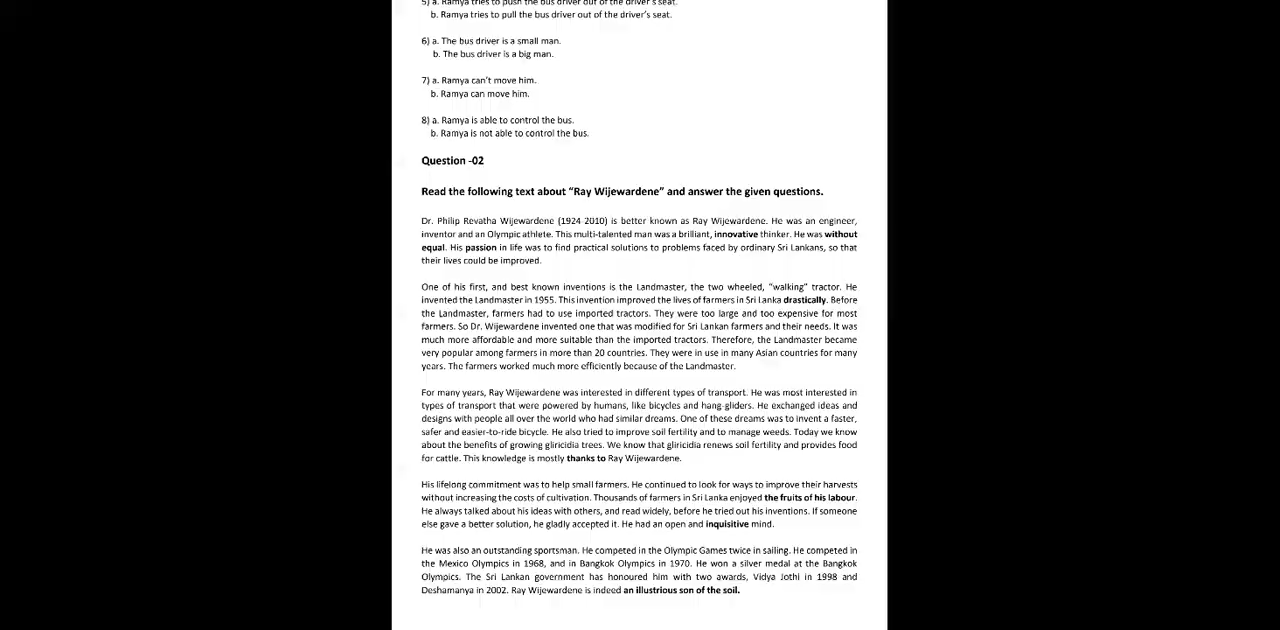 5) a. Ramya tries to push the bus driver out of the driver's seat.
b. Ramya tries to pull the bus driver out of the driver's seat.
6) a. The bus driver is a small man.
b. The bus driver is a big man.
7) a. Ramya can't move him.
b. Ramya can move him.
8) a. Ramya is able to control the bus.
b. Ramya is not able to control the bus.
Question -02
Read the following text about "Ray Wijewardene" and answer the given questions.
Dr. Philip Revatha Wijewardene (1924-2010) is better known as Ray Wijewardene. He was an engineer,
inventor and an Olympic athlete. This multi-talented man was a brilliant, innovative thinker. He was without
equal. His passion in life was to find practical solutions to problems faced by ordinary Sri Lankans, so that
their lives could be improved.
One of his first, and best known inventions is the Landmaster, the two wheeled, "walking" tractor. He
invented the Landmaster in 1955. This invention improved the lives of farmers in Sri Lanka drastically. Before
the Landmaster, farmers had to use imported tractors. They were too large and too expensive for most
farmers. So Dr. Wijewardene invented one that was modified for Sri Lankan farmers and their needs. It was
much more affordable and more suitable than the imported tractors. Therefore, the Landmaster became
very popular among farmers in more than 20 countries. They were in use in many Asian countries for many
years. The farmers worked much more efficiently because of the Landmaster.
For many years, Ray Wijewardene was interested in different types of transport. He was most interested in
types of transport that were powered by humans, like bicycles and hang-gliders. He exchanged ideas and
designs with people all over the world who had similar dreams. One of these dreams was to invent a faster,
safer and easier-to-ride bicycle. He also tried to improve soil fertility and to manage weeds. Today we know
about the benefits of growing gliricidia trees. We know that gliricidia renews soil fertility and provides food
for cattle. This knowledge is mostly thanks to Ray Wijewardene.
His lifelong commitment was to help small farmers. He continued to look for ways to improve their harvests
without increasing the costs of cultivation. Thousands of farmers in Sri Lanka enjoyed the fruits of his labour.
He always talked about his ideas with others, and read widely, before he tried out his inventions. If someone
else gave a better solution, he gladly accepted it. He had an open and inquisitive mind.
He was also an outstanding sportsman. He competed in the Olympic Games twice in sailing. He competed in
the Mexico Olympics in 1968, and in Bangkok Olympics in 1970. He won a silver medal at the Bangkok
Olympics. The Sri Lankan government has honoured him with two awards, Vidya Jothi in 1998 and
Deshamanya in 2002. Ray Wijewardene is indeed an illustrious son of the soil.